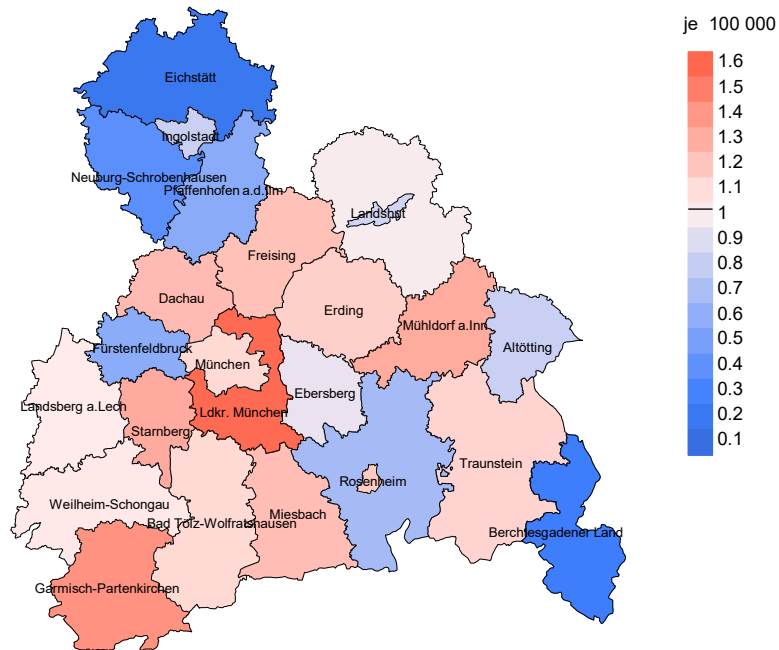 je 100 000
Eichstätt
1.6
1.5
1.4
1.3
1.2
1.1
1
0.9
0.8
0.7
0.6
0.5
0.4
0.3
0.2
0.1
Ingolstadt
Neuburg-Schrobenhausen
Pfaffenhofen a.d.Ilm
Landshut
Freising
Dachau
Erding
Mühldorf a.Inn
Altötting
Fürstenfeldbruck
München
Ebersberg
Landsberg a.Lech
Ldkr. München
Starnberg
Traunstein
Rosenheim
Weilheim-Schongau
Miesbach
Bad Tölz-Wolfratshausen
Berchtesgadener Land
Garmisch-Partenkirchen